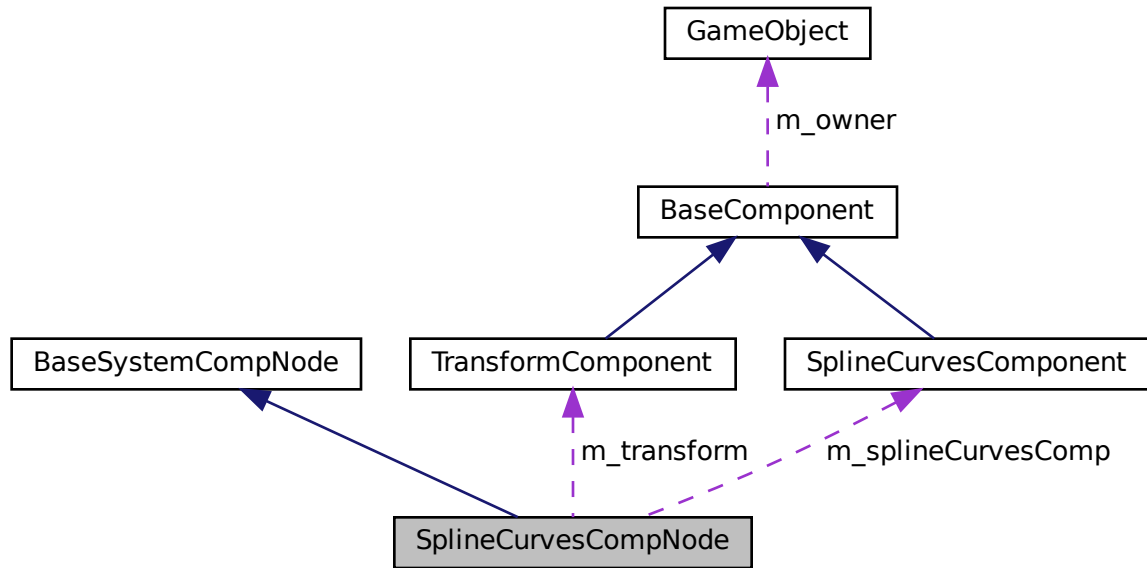 GameObject
m_owner
BaseComponent
BaseSystemCompNode
TransformComponent
SplineCurvesComponent
m_transform
m_splineCurvesComp
SplineCurvesCompNode